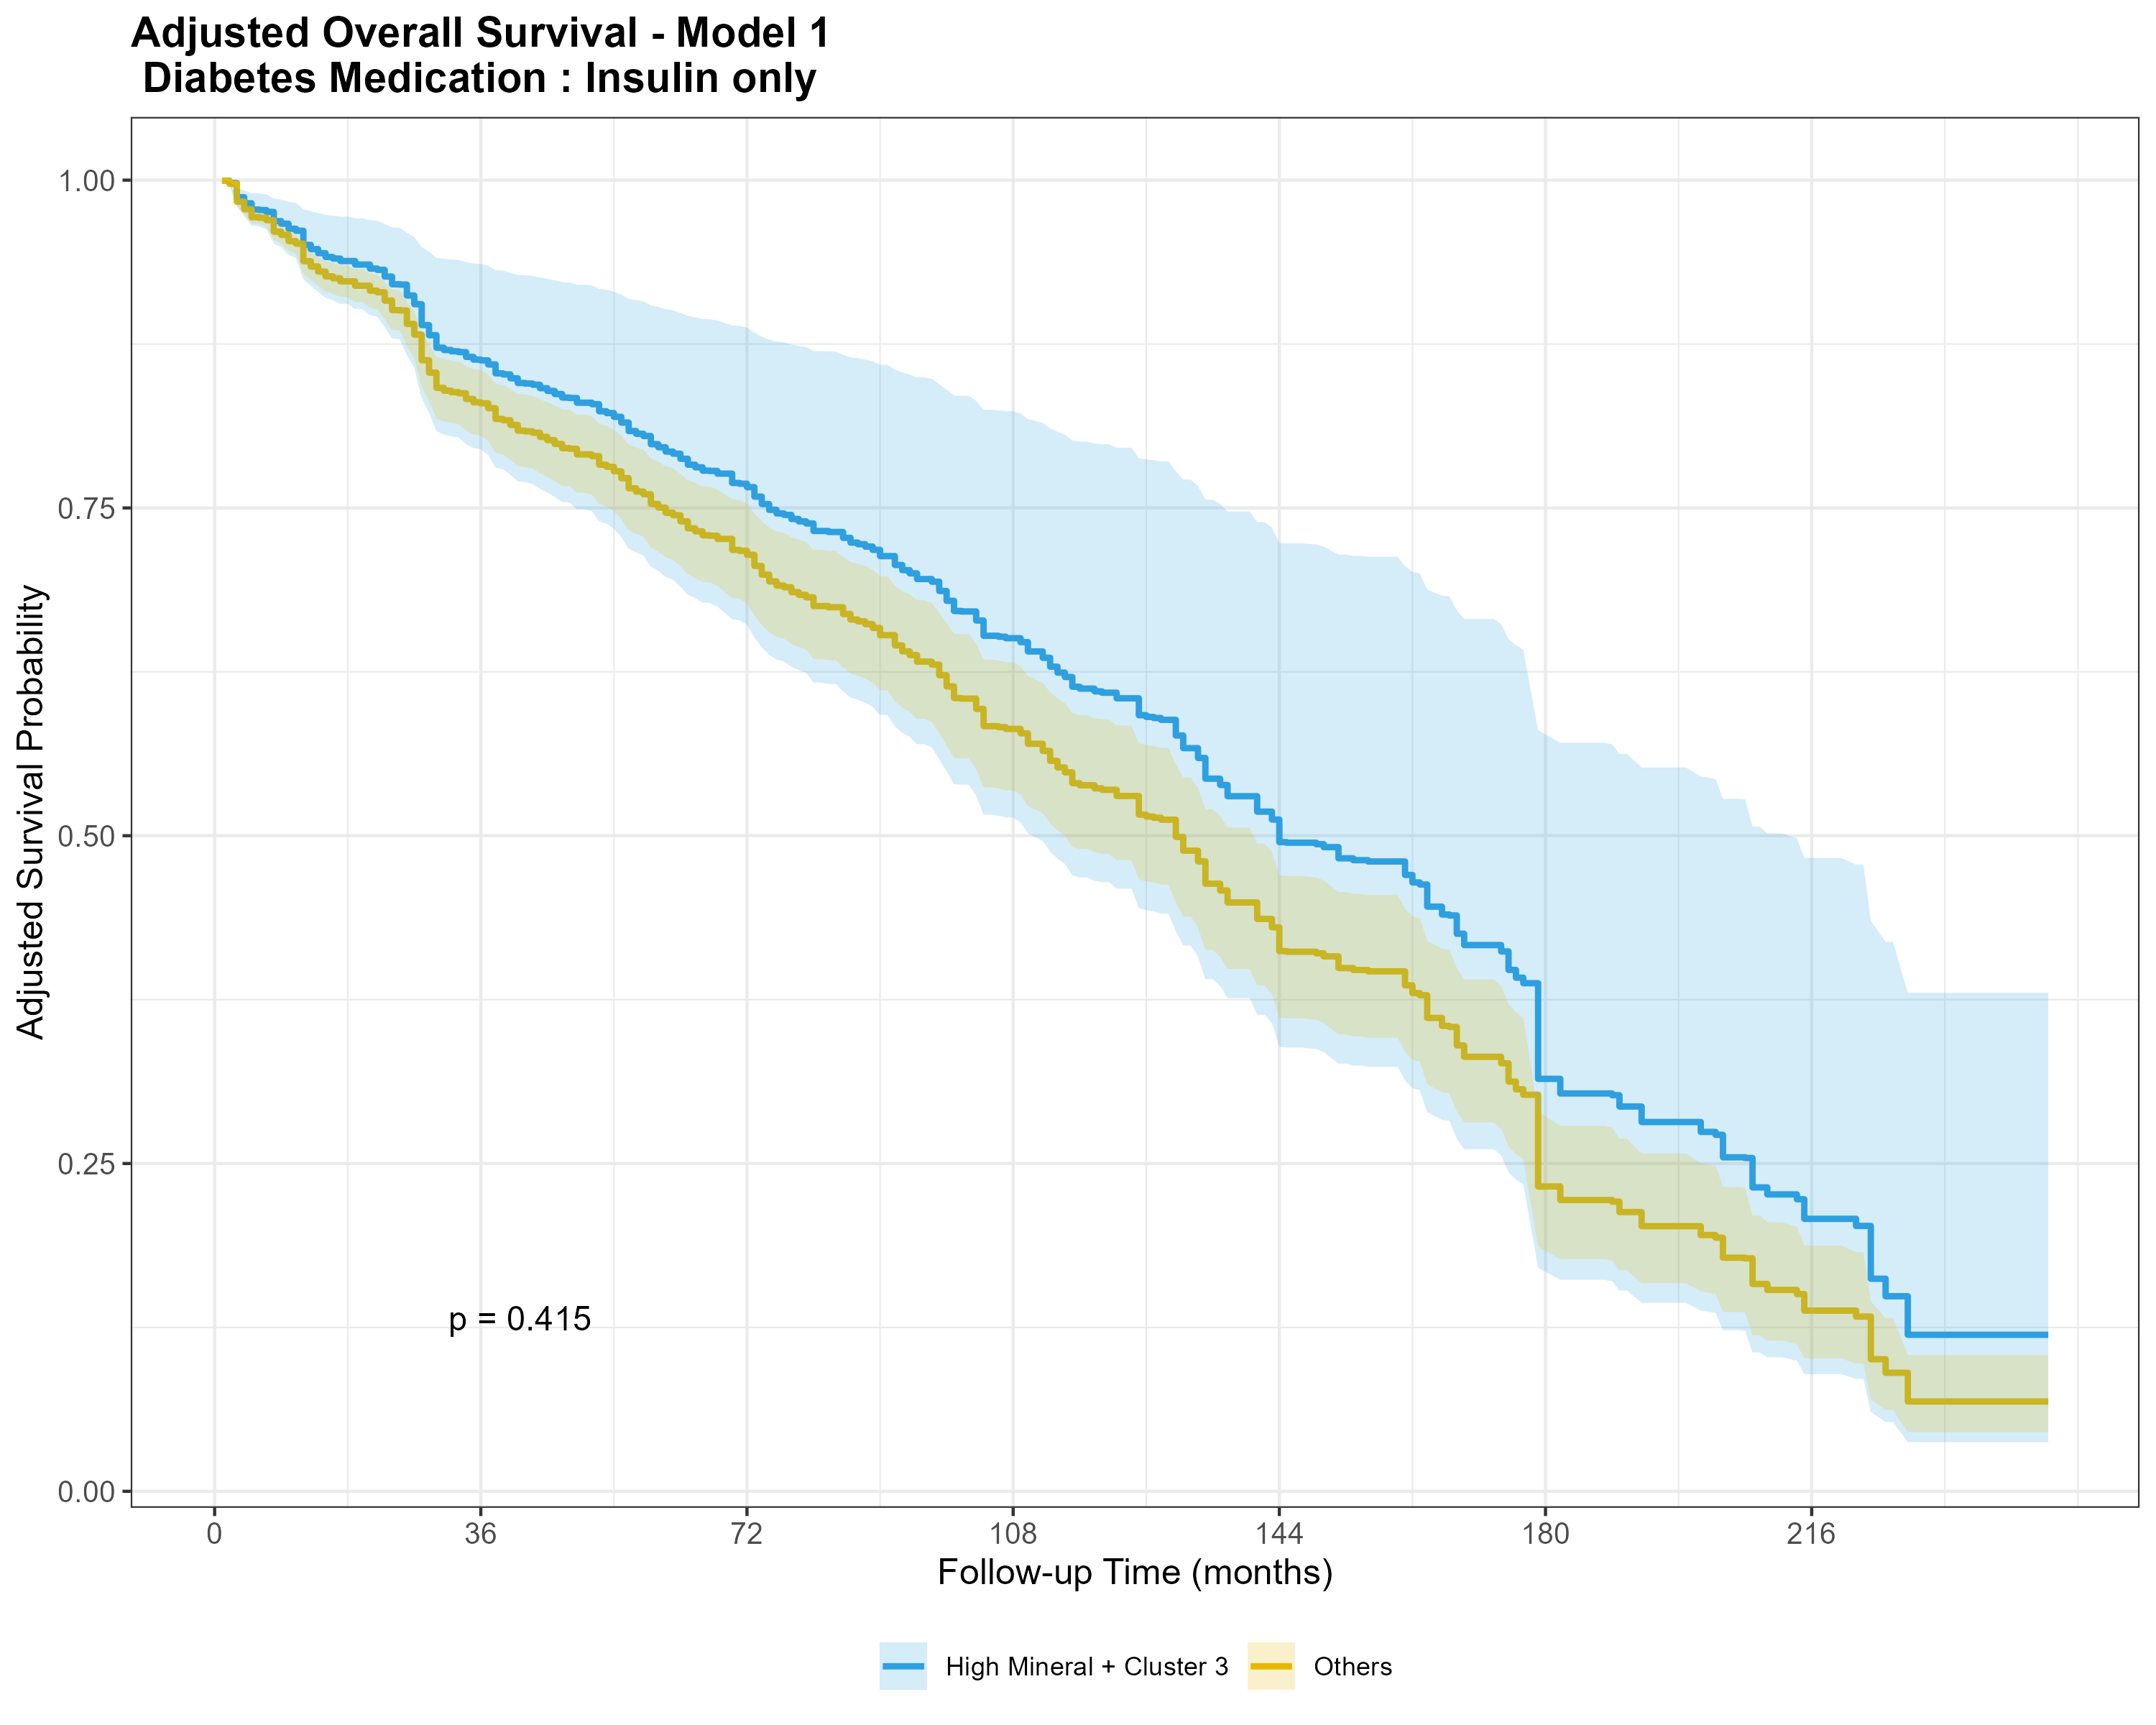 Adjusted Overall Survival - Model 1
Diabetes Medication : Insulin only
Adjusted Survival Probability
1.00
0.75
0.50
0.25
0.00
p = 0.415
0 36 72 108 144 180 216
Follow-up Time (months)
High Mineral + Cluster 3 Others